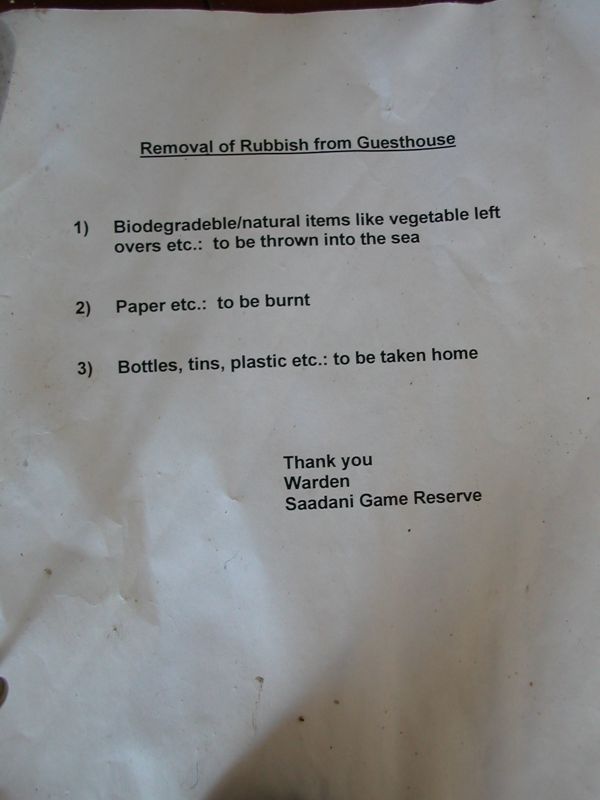 Removal of Rubbish from Guesthouse
1) Biodegradeble/natural items like vegetable left
overs etc.: to be thrown into the sea
2) Paper etc.: to be burnt
3) Bottles, tins, plastic etc.: to be taken home
Thank you
Warden
Saadani Game Reserve